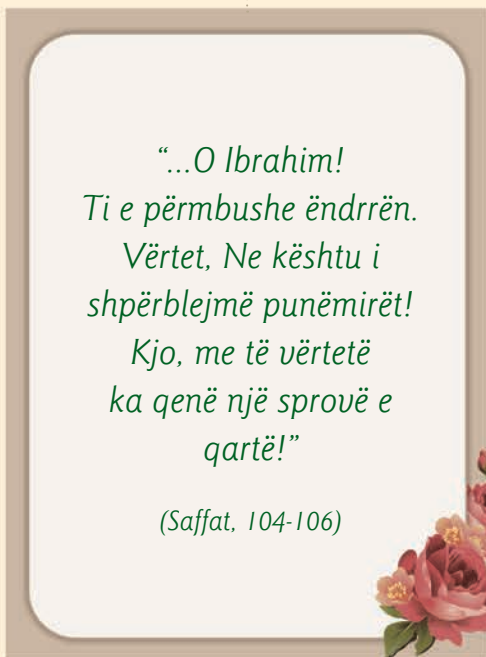 “...O Ibrahim!
Ti e përmbushe ëndrrën.
Vërtet, Ne kështu i
shpërblejmë punëmirët!
Kjo, me të vërtetë
ka qenë një sprovë e
qartë!”
(Saffat, 104-106)